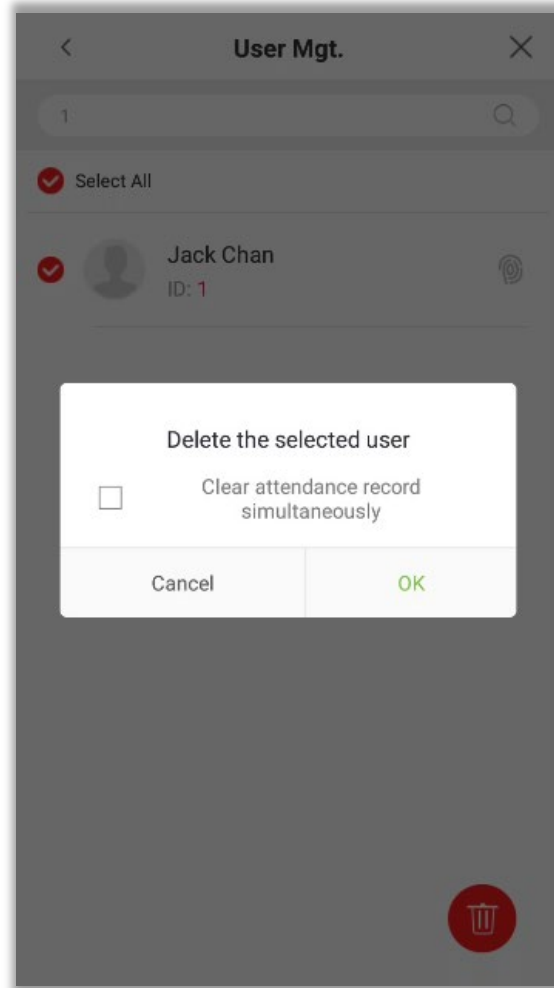 User Mgt.
1
Select All
Jack Chan
ID: 1
Delete the selected user
Clear attendance record
simultaneously
Cancel
OK